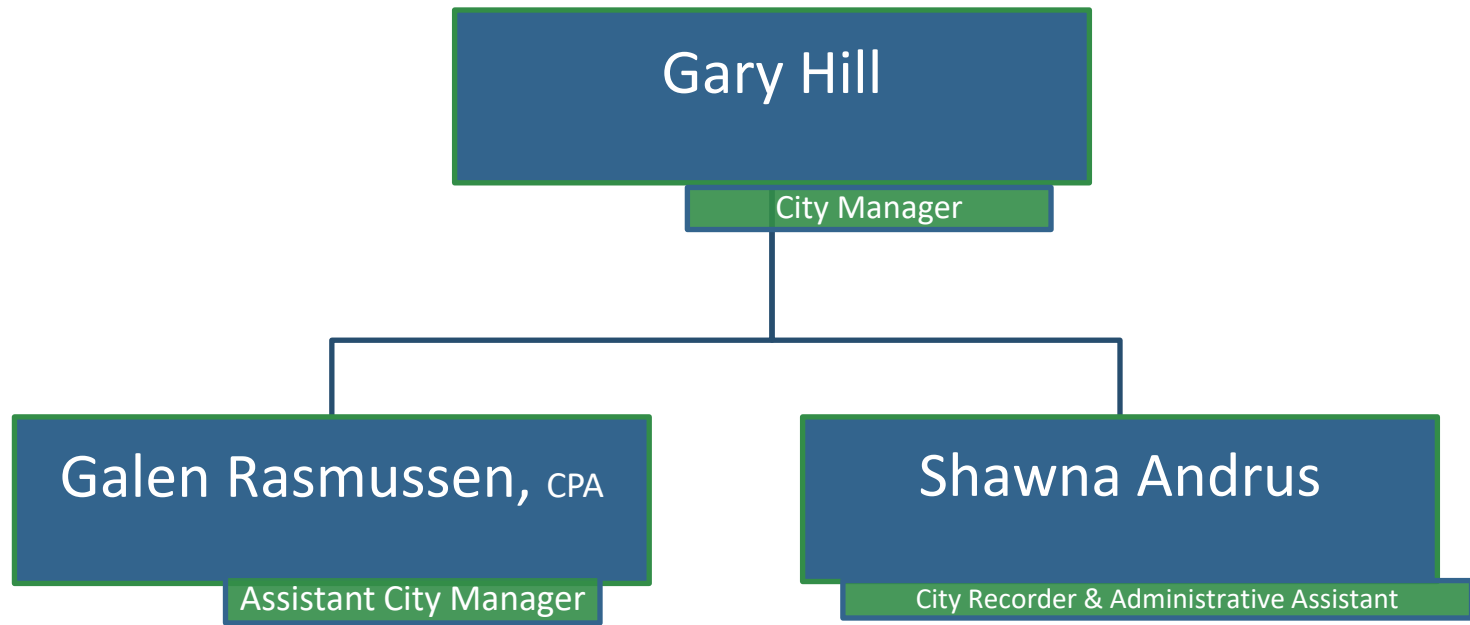 Gary Hill
City Manager
Galen Rasmussen, CPA
Assistant City Manager
Shawna Andrus
City Recorder & Administrative Assistant